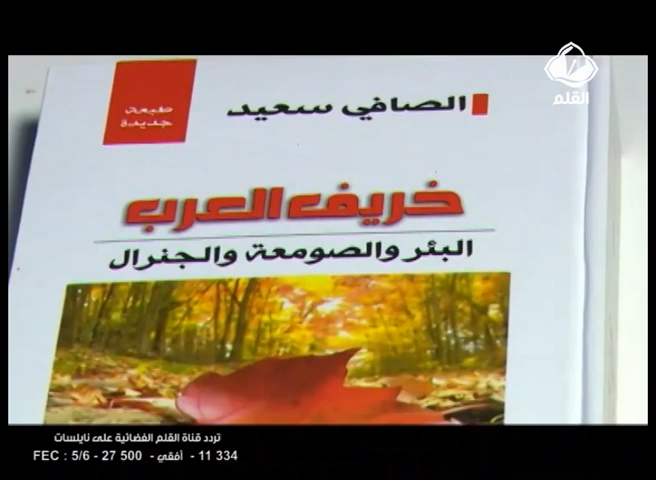 القلم
الصافي سعيد
طبعة
جديدة
خريف العرب
البئر والصومعة والجنرال
تردد قناة القلم الفضائية على نايلسات
FEC : 5/6 - 27 500 - أفقي - 11 334